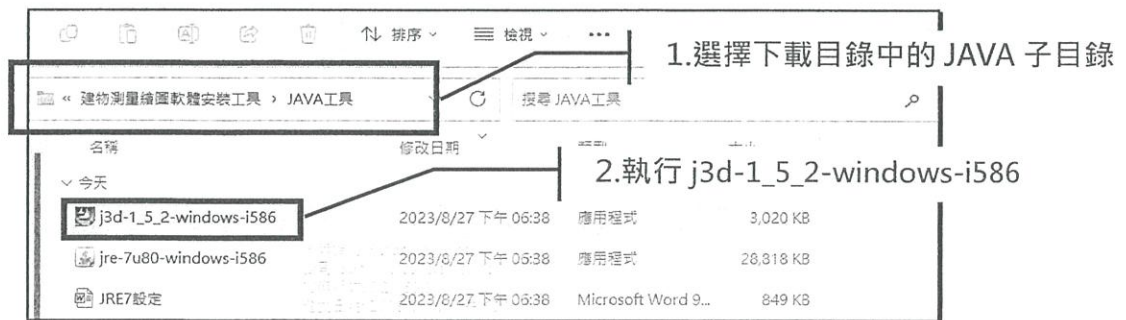 排序 檢視 ...
1.選擇下載目錄中的 JAVA 子目錄
« 建物測量繪圖軟體安裝工具 › JAVA工具
搜尋 JAVA工具
名稱 修改日期
2.執行 j3d-1_5_2-windows-i586
今天
j3d-1_5_2-windows-i586 2023/8/27 下午 06:38 應用程式 3,020 KB
jre-7u80-windows-i586 2023/8/27 下午 06:38 應用程式 28,818 KB
JRE7設定 2023/8/27 下午 06:38 Microsoft Word 9... 849 KB